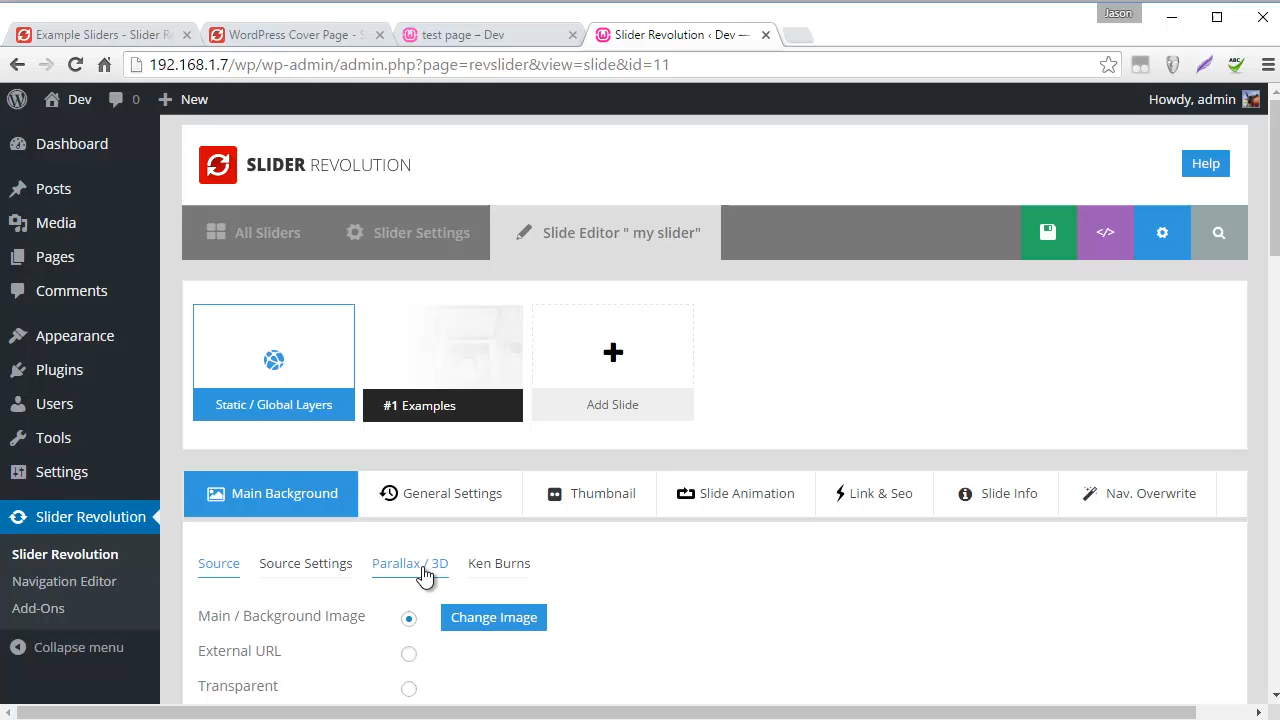 Jason
Example Sliders - Slider R
WordPress Cover Page - S
test page – Dev
Slider Revolution ‹ Dev —
192.168.1.7/wp/wp-admin/admin.php?page=revslider&view=slide&id=11
ABC
Dev
0
New
Howdy, admin
Dashboard
Posts
Media
Pages
Comments
Appearance
Plugins
Users
Tools
Settings
Slider Revolution
Slider Revolution
Navigation Editor
Add-Ons
Collapse menu
SLIDER REVOLUTION
Help
All Sliders
Slider Settings
Slide Editor " my slider"
</>
Static / Global Layers
#1 Examples
Add Slide
Main Background
General Settings
Thumbnail
Slide Animation
Link & Seo
Slide Info
Nav. Overwrite
Source
Source Settings
Parallax / 3D
Ken Burns
Main / Background Image
Change Image
External URL
Transparent